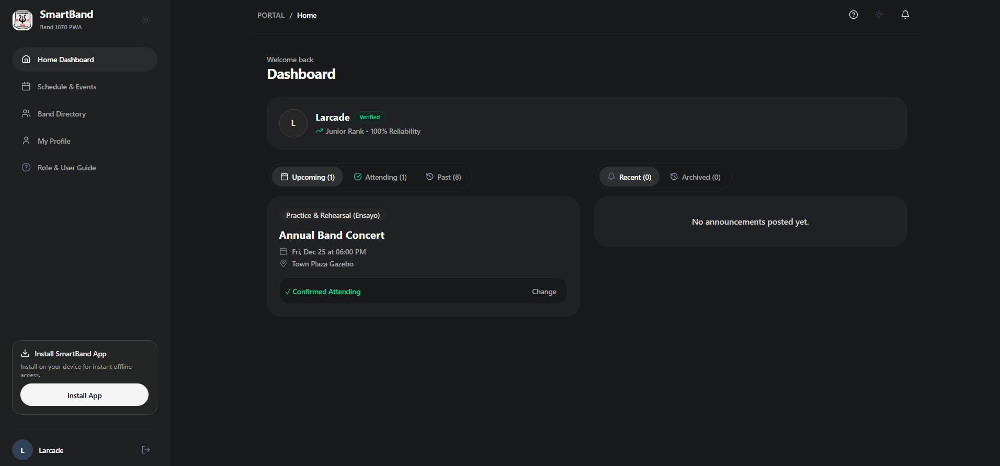 SmartBand
Band 1870 PWA
Home Dashboard
Schedule & Events
Band Directory
My Profile
Role & User Guide
Install SmartBand App
Install on your device for instant offline
access.
Install App
L
Larcade
PORTAL / Home
Welcome back
Dashboard
L
Larcade Verified
Junior Rank • 100% Reliability
Upcoming (1) Attending (1) Past (8)
Practice & Rehearsal (Ensayo)
Annual Band Concert
Fri, Dec 25 at 06:00 PM
Town Plaza Gazebo
✓ Confirmed Attending Change
Recent (0) Archived (0)
No announcements posted yet.